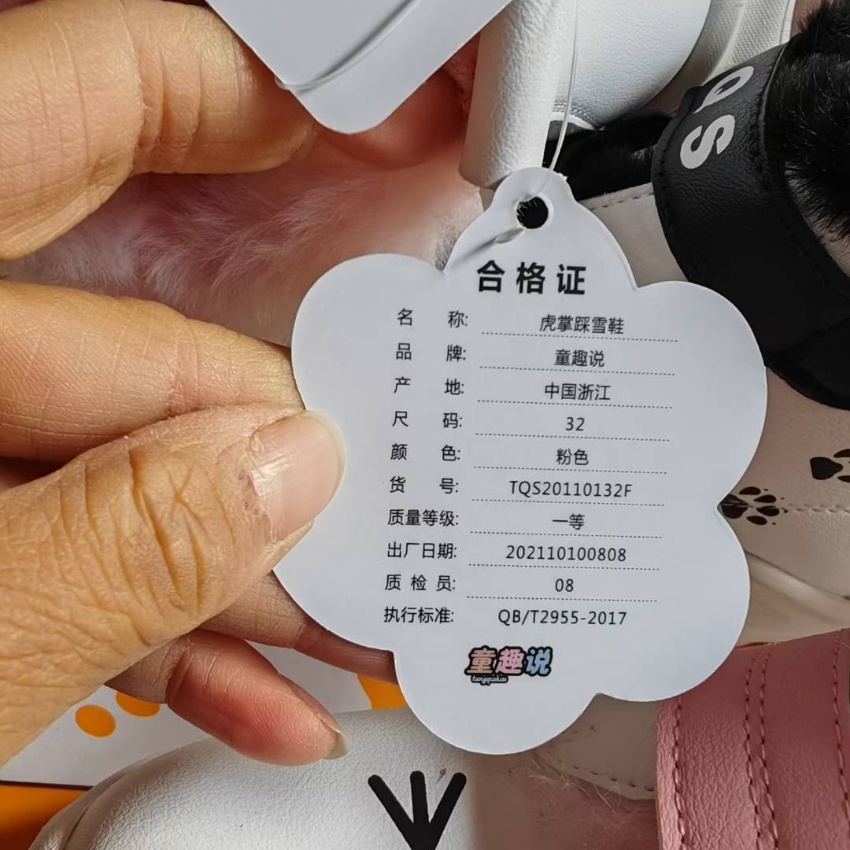 QS
合格证
名 称: 虎掌踩雪鞋
品 牌: 童趣说
产 地: 中国浙江
尺 码: 32
颜 色: 粉色
货 号: TQS20110132F
质量等级: 一等
出厂日期: 202110100808
质 检 员: 08
执行标准: QB/T2955-2017
童趣说